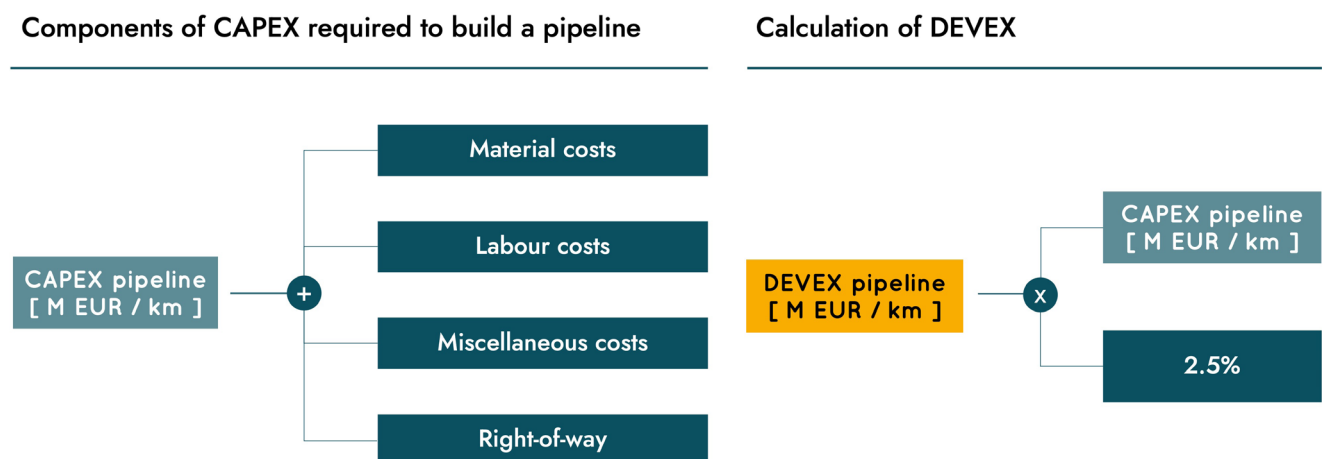 Components of CAPEX required to build a pipeline
CAPEX pipeline
[ M EUR / km ]
+
Material costs
Labour costs
Miscellaneous costs
Right-of-way
Calculation of DEVEX
DEVEX pipeline
[ M EUR / km ]
x
CAPEX pipeline
[ M EUR / km ]
2.5%